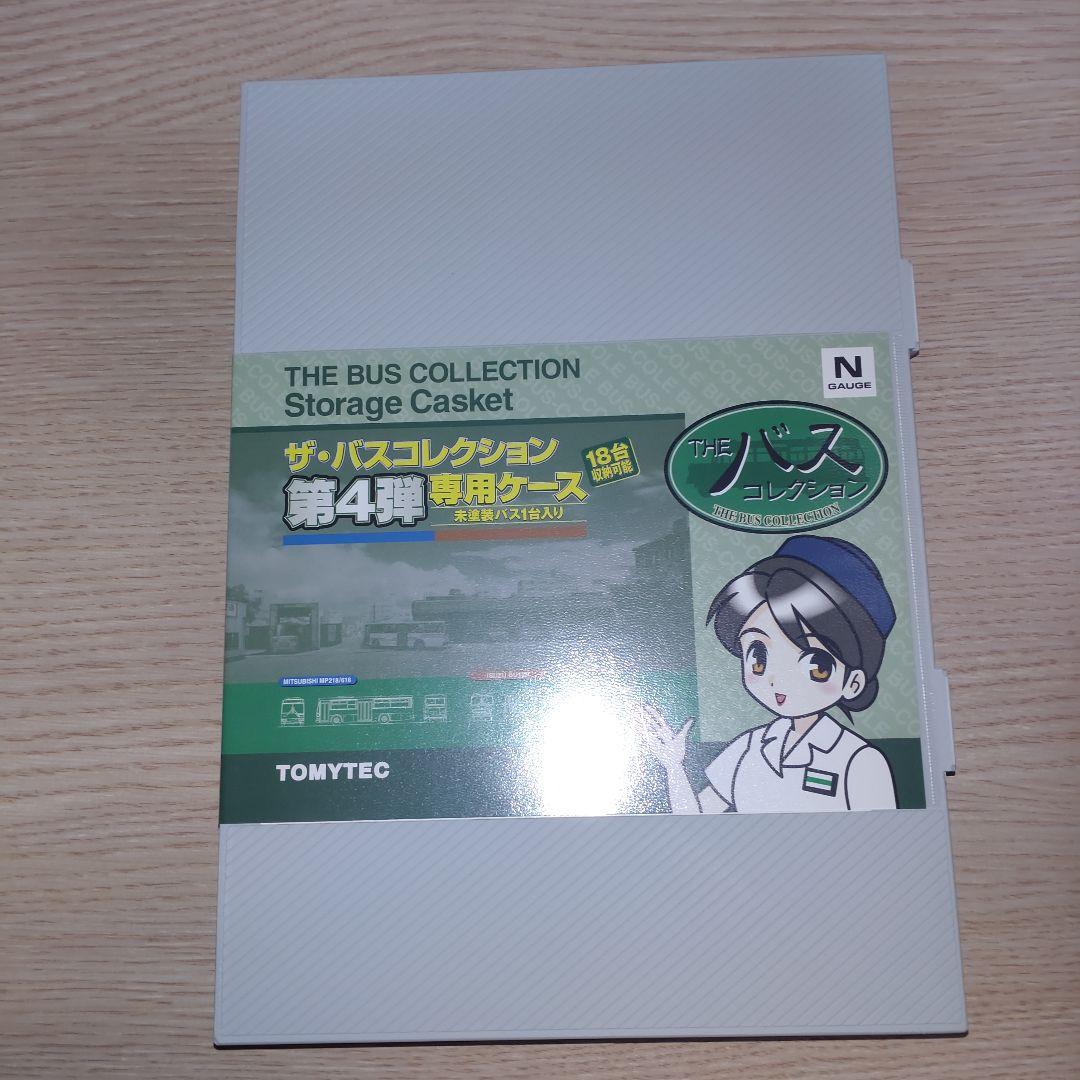 THE BUS COLLECTION
Storage Casket
N
GAUGE
ザ・バスコレクション
第4弾 専用ケース
未塗装バス1台入り
18台
収納可能
THE バス
コレクション
THE BUS COLLECTION
MITSUBISHI MP218/618
ISUZU
TOMYTEC